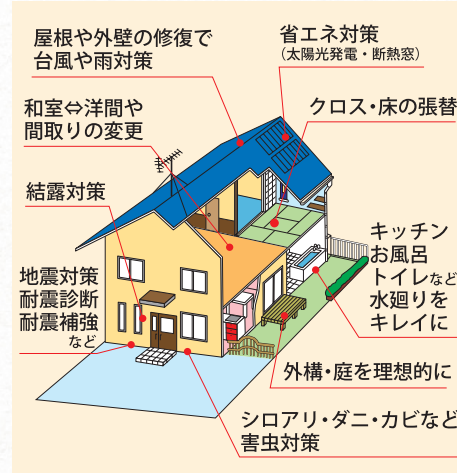 屋根や外壁の修復で
台風や雨対策
省エネ対策
（太陽光発電・断熱窓）
和室⇔洋間や
間取りの変更
クロス・床の張替
結露対策
キッチン
お風呂
トイレなど
水廻りを
キレイに
地震対策
耐震診断
耐震補強
など
外構・庭を理想的に
シロアリ・ダニ・カビなど
害虫対策